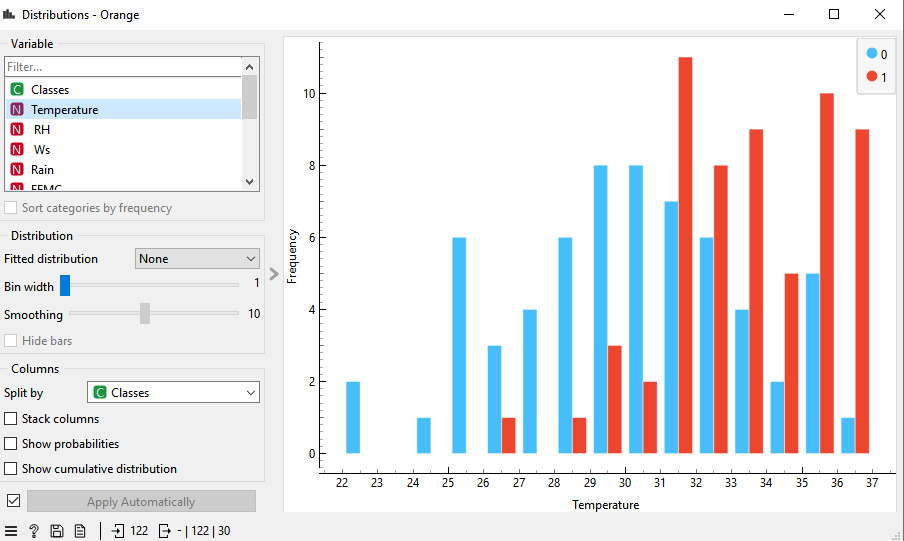 Distributions - Orange
Variable
Filter...
C Classes
N Temperature
N RH
N Ws
N Rain
N FFMC
Sort categories by frequency
Distribution
Fitted distribution None
Bin width 1
Smoothing 10
Hide bars
Columns
Split by C Classes
Stack columns
Show probabilities
Show cumulative distribution
Apply Automatically
122 - | 122 | 30
0
1
10
8
6
4
2
0
Frequency
22 23 24 25 26 27 28 29 30 31 32 33 34 35 36 37
Temperature